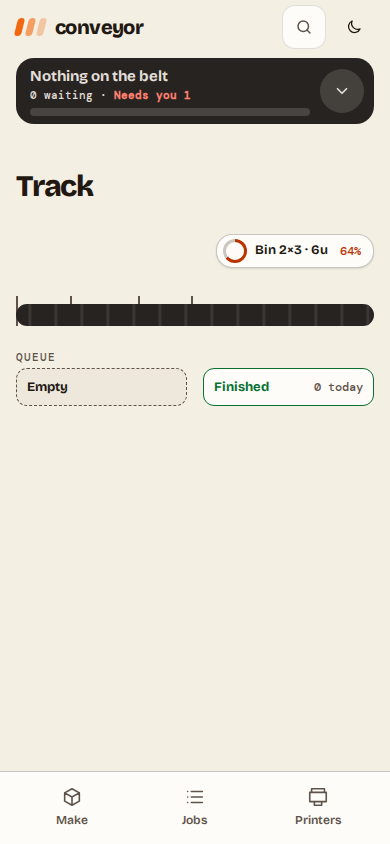 conveyor
Nothing on the belt
0 waiting · Needs you 1
Track
Bin 2×3 · 6u 64%
QUEUE
Empty
Finished 0 today
Make
Jobs
Printers